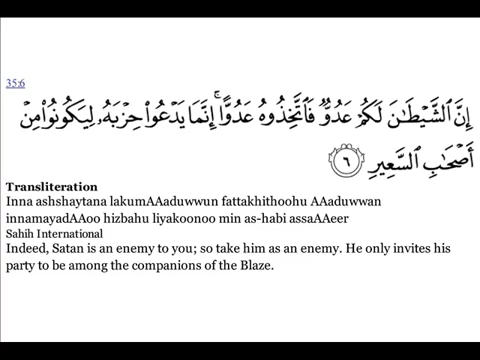 35:6
إِنَّ ٱلشَّيْطَـٰنَ لَكُمْ عَدُوٌّ فَٱتَّخِذُوهُ عَدُوًّا ۚ إِنَّمَا يَدْعُوا۟ حِزْبَهُۥ لِيَكُونُوا۟ مِنْ
أَصْحَـٰبِ ٱلسَّعِيرِ ٦
Transliteration
Inna ashshaytana lakumAAaduwwun fattakhithoohu AAaduwwan
innamayadAAoo hizbahu liyakoonoo min as-habi assaAAeer
Sahih International
Indeed, Satan is an enemy to you; so take him as an enemy. He only invites his
party to be among the companions of the Blaze.